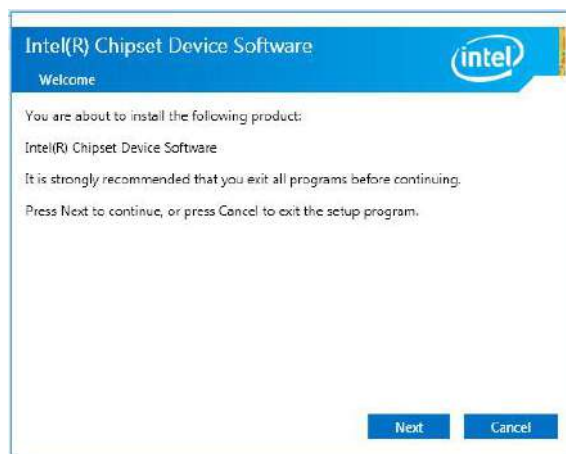 Intel(R) Chipset Device Software
intel
Welcome
You are about to install the following product:
Intel(R) Chipset Device Software
It is strongly recommended that you exit all programs before continuing.
Press Next to continue, or press Cancel to exit the setup program.
Next Cancel